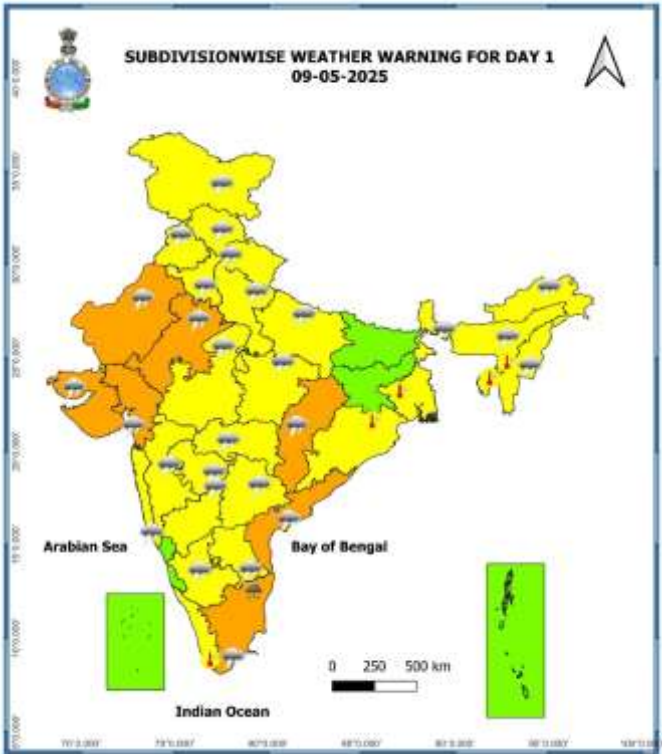 SUBDIVISIONWISE WEATHER WARNING FOR DAY 1
09-05-2025
Arabian Sea
Bay of Bengal
0 250 500 km
Indian Ocean